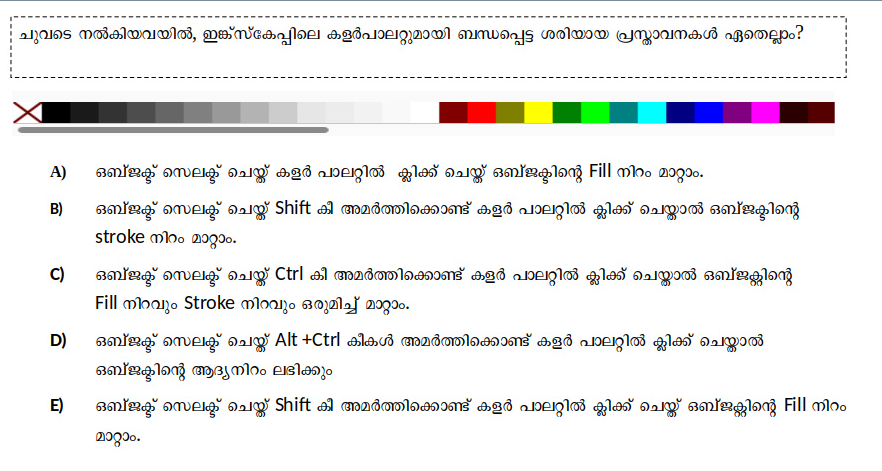 ചുവടെ നൽകിയവയിൽ, ഇങ്ക്സ്കേപ്പിലെ കളർപാലറ്റുമായി ബന്ധപ്പെട്ട ശരിയായ പ്രസ്താവനകൾ ഏതെല്ലാം?
A) ഒബ്ജക്ട് സെലക്ട് ചെയ്ത് കളർ പാലറ്റിൽ ക്ലിക്ക് ചെയ്ത് ഒബ്ജക്ടിന്റെ Fill നിറം മാറ്റാം.
B) ഒബ്ജക്ട് സെലക്ട് ചെയ്ത് Shift കീ അമർത്തിക്കൊണ്ട് കളർ പാലറ്റിൽ ക്ലിക്ക് ചെയ്താൽ ഒബ്ജക്ടിന്റെ
stroke നിറം മാറ്റാം.
C) ഒബ്ജക്ട് സെലക്ട് ചെയ്ത് Ctrl കീ അമർത്തിക്കൊണ്ട് കളർ പാലറ്റിൽ ക്ലിക്ക് ചെയ്താൽ ഒബ്ജക്റ്റിന്റെ
Fill നിറവും Stroke നിറവും ഒരുമിച്ച് മാറ്റാം.
D) ഒബ്ജക്ട് സെലക്ട് ചെയ്ത് Alt +Ctrl കീകൾ അമർത്തിക്കൊണ്ട് കളർ പാലറ്റിൽ ക്ലിക്ക് ചെയ്താൽ
ഒബ്ജക്ടിന്റെ ആദ്യനിറം ലഭിക്കും
E) ഒബ്ജക്ട് സെലക്ട് ചെയ്ത് Shift കീ അമർത്തിക്കൊണ്ട് കളർ പാലറ്റിൽ ക്ലിക്ക് ചെയ്ത് ഒബ്ജക്റ്റിന്റെ Fill നിറം
മാറ്റാം.